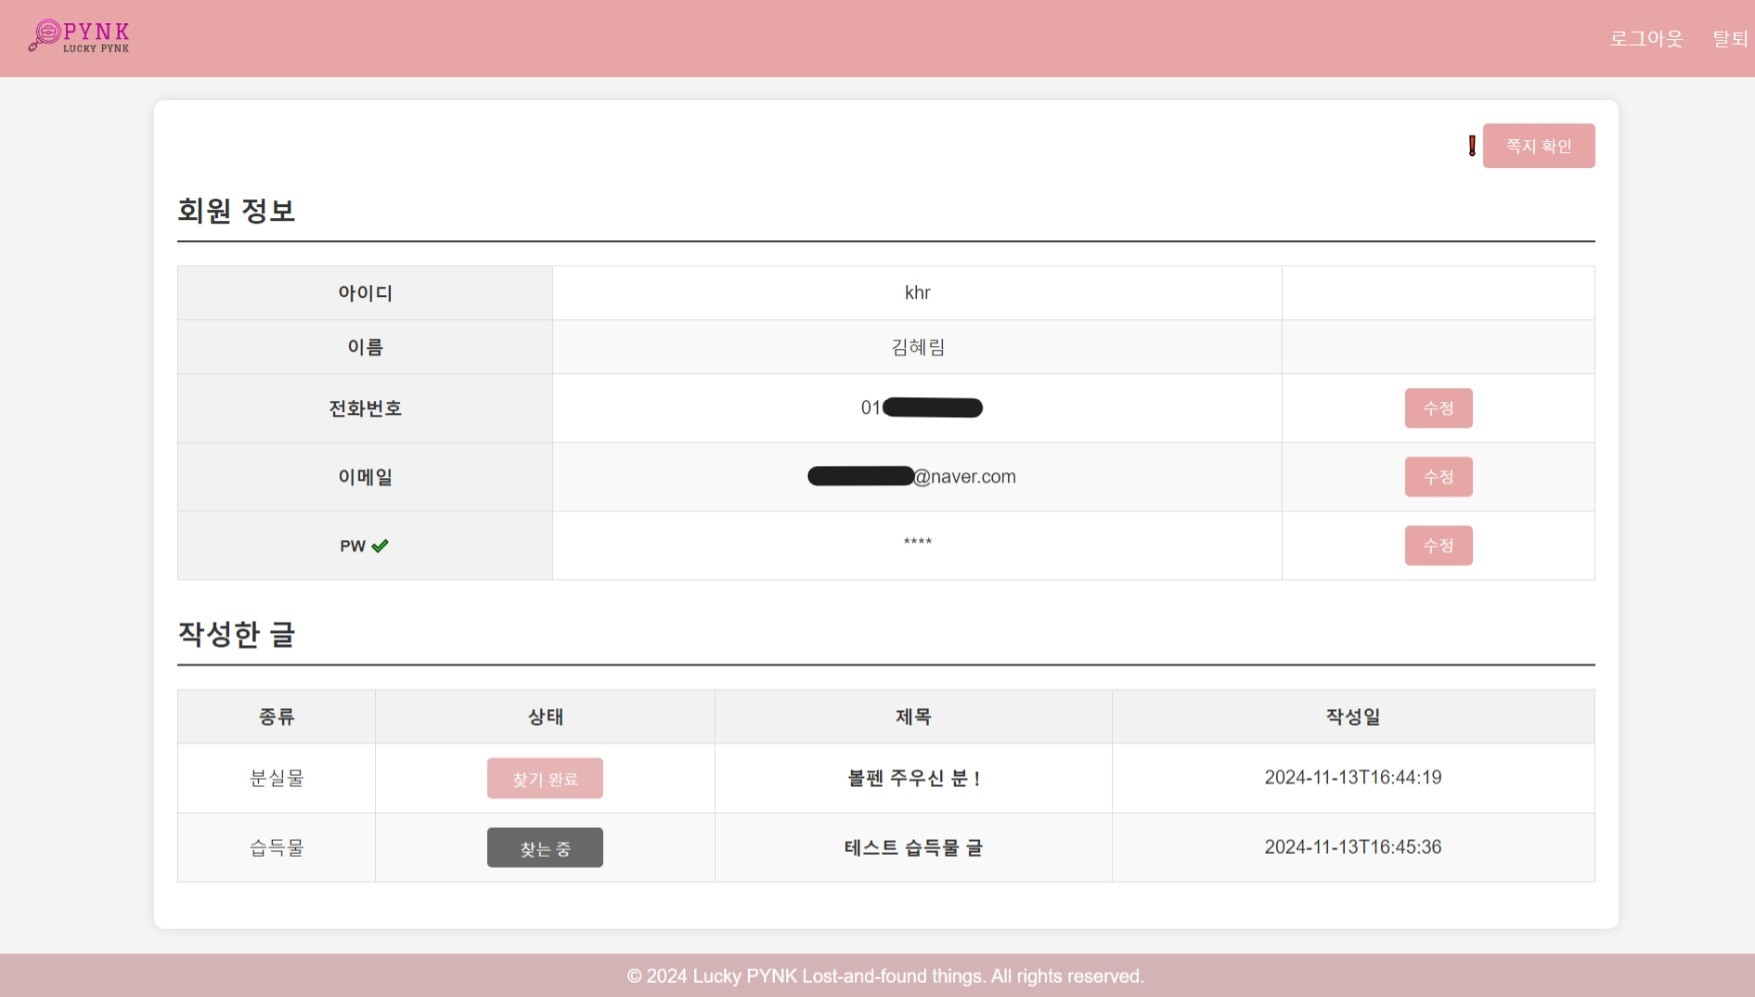 PYNK
LUCKY PYNK
로그아웃 탈퇴
쪽지 확인
회원 정보
아이디 khr
이름 김혜림
전화번호 01 수정
이메일 @naver.com 수정
PW **** 수정
작성한 글
종류 상태 제목 작성일
분실물 찾기 완료 볼펜 주우신 분 ! 2024-11-13T16:44:19
습득물 찾는 중 테스트 습득물 글 2024-11-13T16:45:36
© 2024 Lucky PYNK Lost-and-found things. All rights reserved.